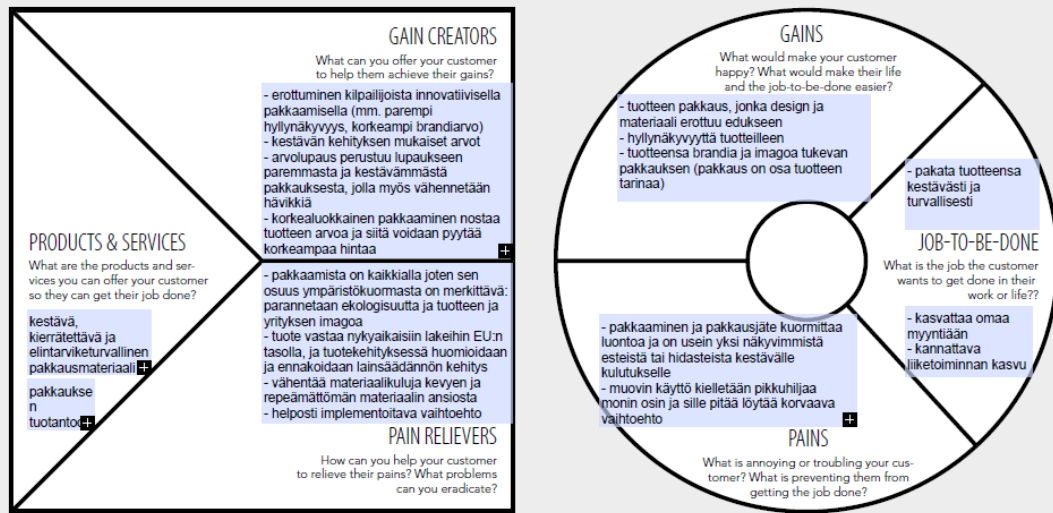 GAIN CREATORS
What can you offer your customer
to help them achieve their gains?
- erottuminen kilpailijoista innovatiivisella
pakkaamisella (mm. parempi
hyllynäkyvyys, korkeampi brandiarvo)
- kestävän kehityksen mukaiset arvot
- arvolupaus perustuu lupaukseen
paremmasta ja kestävämmästä
pakkauksesta, jolla myös vähennetään
hävikkiä
- korkealuokkainen pakkaaminen nostaa
tuotteen arvoa ja siitä voidaan pyytää
korkeampaa hintaa
PRODUCTS & SERVICES
What are the products and ser-
vices you can offer your customer
so they can get their job done?
kestävä,
kierrätettävä ja
elintarviketurvallinen
pakkausmateriaali
pakkaukse
n
tuotanto
- pakkaamista on kaikkialla joten sen
osuus ympäristökuormasta on merkittävä:
parannetaan ekologisuutta ja tuotteen ja
yrityksen imagoa
- tuote vastaa nykyaikaisiin lakeihin EU:n
tasolla, ja tuotekehityksessä huomioidaan
ja ennakoidaan lainsäädännön kehitys
- vähentää materiaalikuluja kevyen ja
repeämättömän materiaalin ansiosta
- helposti implementoitava vaihtoehto
PAIN RELIEVERS
How can you help your customer
to relieve their pains? What problems
can you eradicate?
GAINS
What would make your customer
happy? What would make their life
and the job-to-be-done easier?
- tuotteen pakkaus, jonka design ja
materiaali erottuu edukseen
- hyllynäkyvyyttä tuotteilleen
- tuotteensa brandia ja imagoa tukevan
pakkauksen (pakkaus on osa tuotteen
tarinaa)
- pakata tuotteensa
kestävästi ja
turvallisesti
JOB-TO-BE-DONE
What is the job the customer
wants to get done in their
work or life??
- kasvattaa omaa
myyntiään
- kannattava
liiketoiminnan kasvu
- pakkaaminen ja pakkausjäte kuormittaa
luontoa ja on usein yksi näkyvimmistä
esteistä tai hidasteista kestävälle
kulutukselle
- muovin käyttö kielletään pikkuhiljaa
monin osin ja sille pitää löytää korvaava
vaihtoehto
PAINS
What is annoying or troubling your cus-
tomer? What is preventing them from
getting the job done?